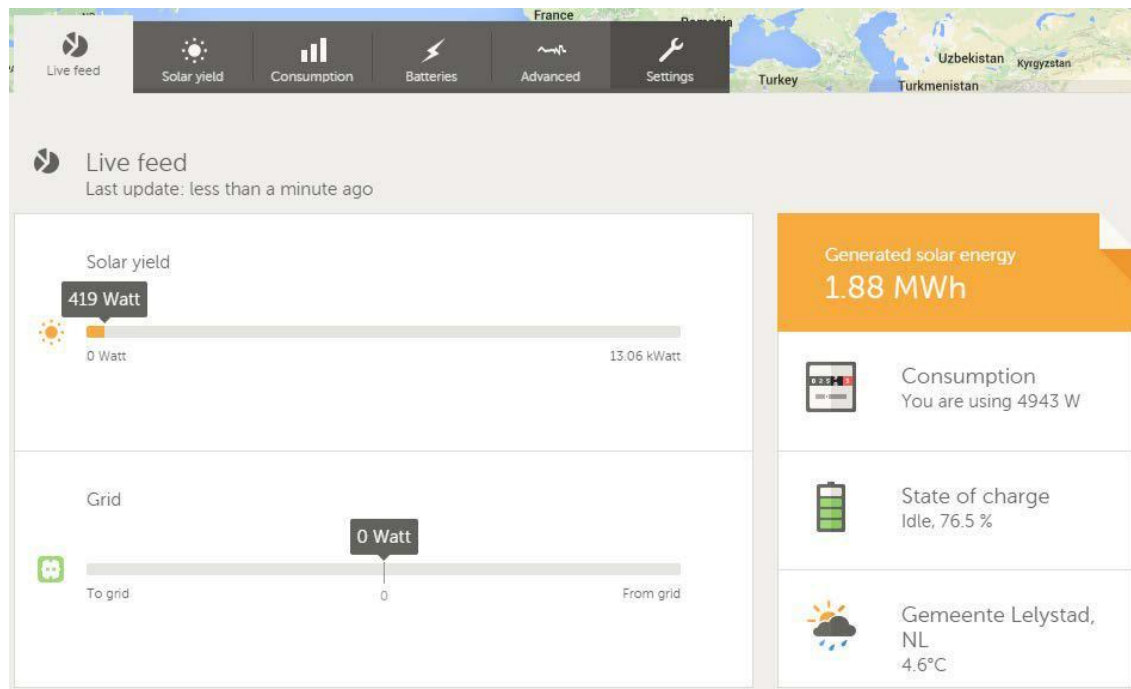 France
Romania
Uzbekistan
Kyrgyzstan
Turkey
Turkmenistan
Live feed
Solar yield
Consumption
Batteries
Advanced
Settings
Live feed
Last update: less than a minute ago
Solar yield
419 Watt
0 Watt
13.06 kWatt
Grid
0 Watt
To grid
0
From grid
Generated solar energy
1.88 MWh
Consumption
You are using 4943 W
State of charge
Idle, 76.5 %
Gemeente Lelystad,
NL
4.6°C